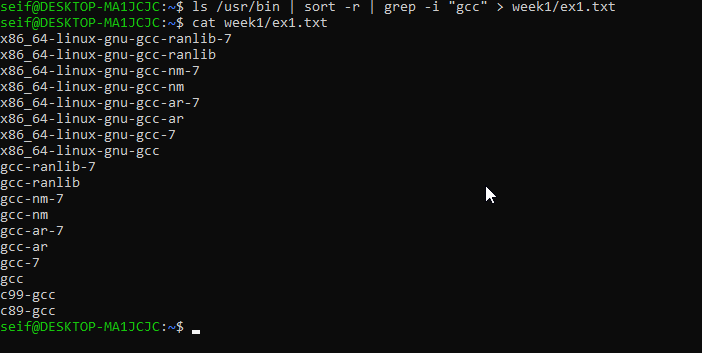 seif@DESKTOP-MA1JCJC:~$ ls /usr/bin | sort -r | grep -i "gcc" > week1/ex1.txt
seif@DESKTOP-MA1JCJC:~$ cat week1/ex1.txt
x86_64-linux-gnu-gcc-ranlib-7
x86_64-linux-gnu-gcc-ranlib
x86_64-linux-gnu-gcc-nm-7
x86_64-linux-gnu-gcc-nm
x86_64-linux-gnu-gcc-ar-7
x86_64-linux-gnu-gcc-ar
x86_64-linux-gnu-gcc-7
x86_64-linux-gnu-gcc
gcc-ranlib-7
gcc-ranlib
gcc-nm-7
gcc-nm
gcc-ar-7
gcc-ar
gcc-7
gcc
c99-gcc
c89-gcc
seif@DESKTOP-MA1JCJC:~$